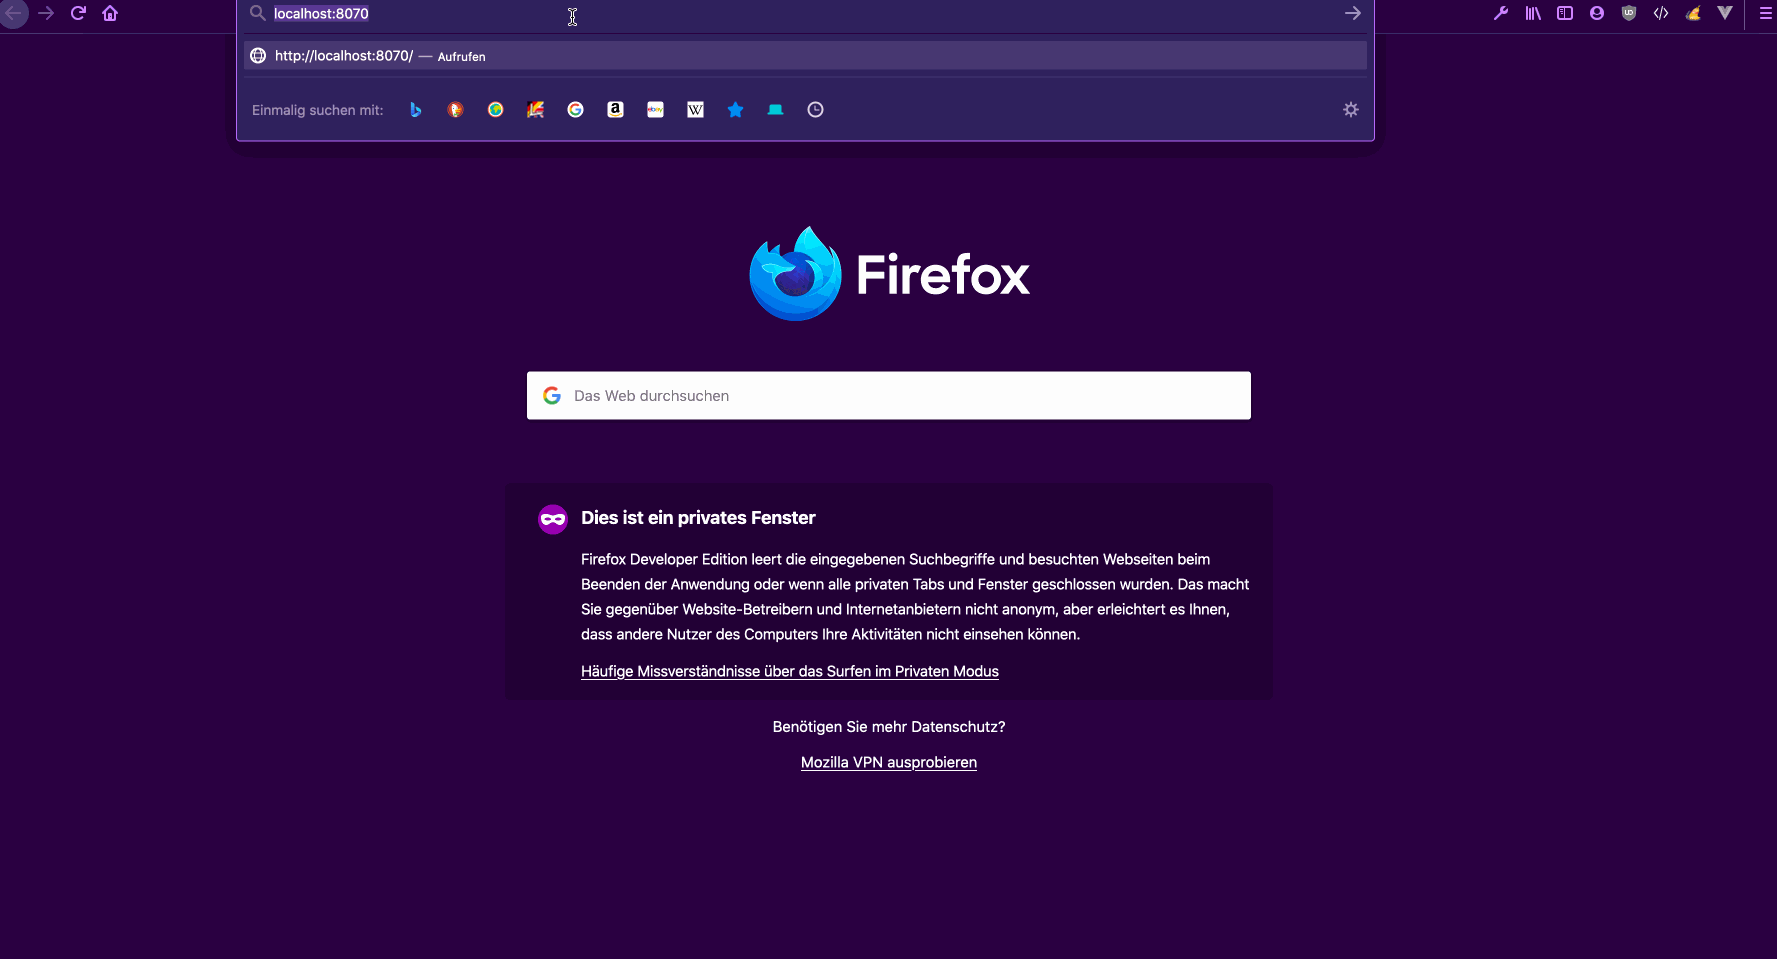 localhost:8070
http://localhost:8070/ — Aufrufen
Einmalig suchen mit:
Firefox
Das Web durchsuchen
Dies ist ein privates Fenster
Firefox Developer Edition leert die eingegebenen Suchbegriffe und besuchten Webseiten beim
Beenden der Anwendung oder wenn alle privaten Tabs und Fenster geschlossen wurden. Das macht
Sie gegenüber Website-Betreibern und Internetanbietern nicht anonym, aber erleichtert es Ihnen,
dass andere Nutzer des Computers Ihre Aktivitäten nicht einsehen können.
Häufige Missverständnisse über das Surfen im Privaten Modus
Benötigen Sie mehr Datenschutz?
Mozilla VPN ausprobieren